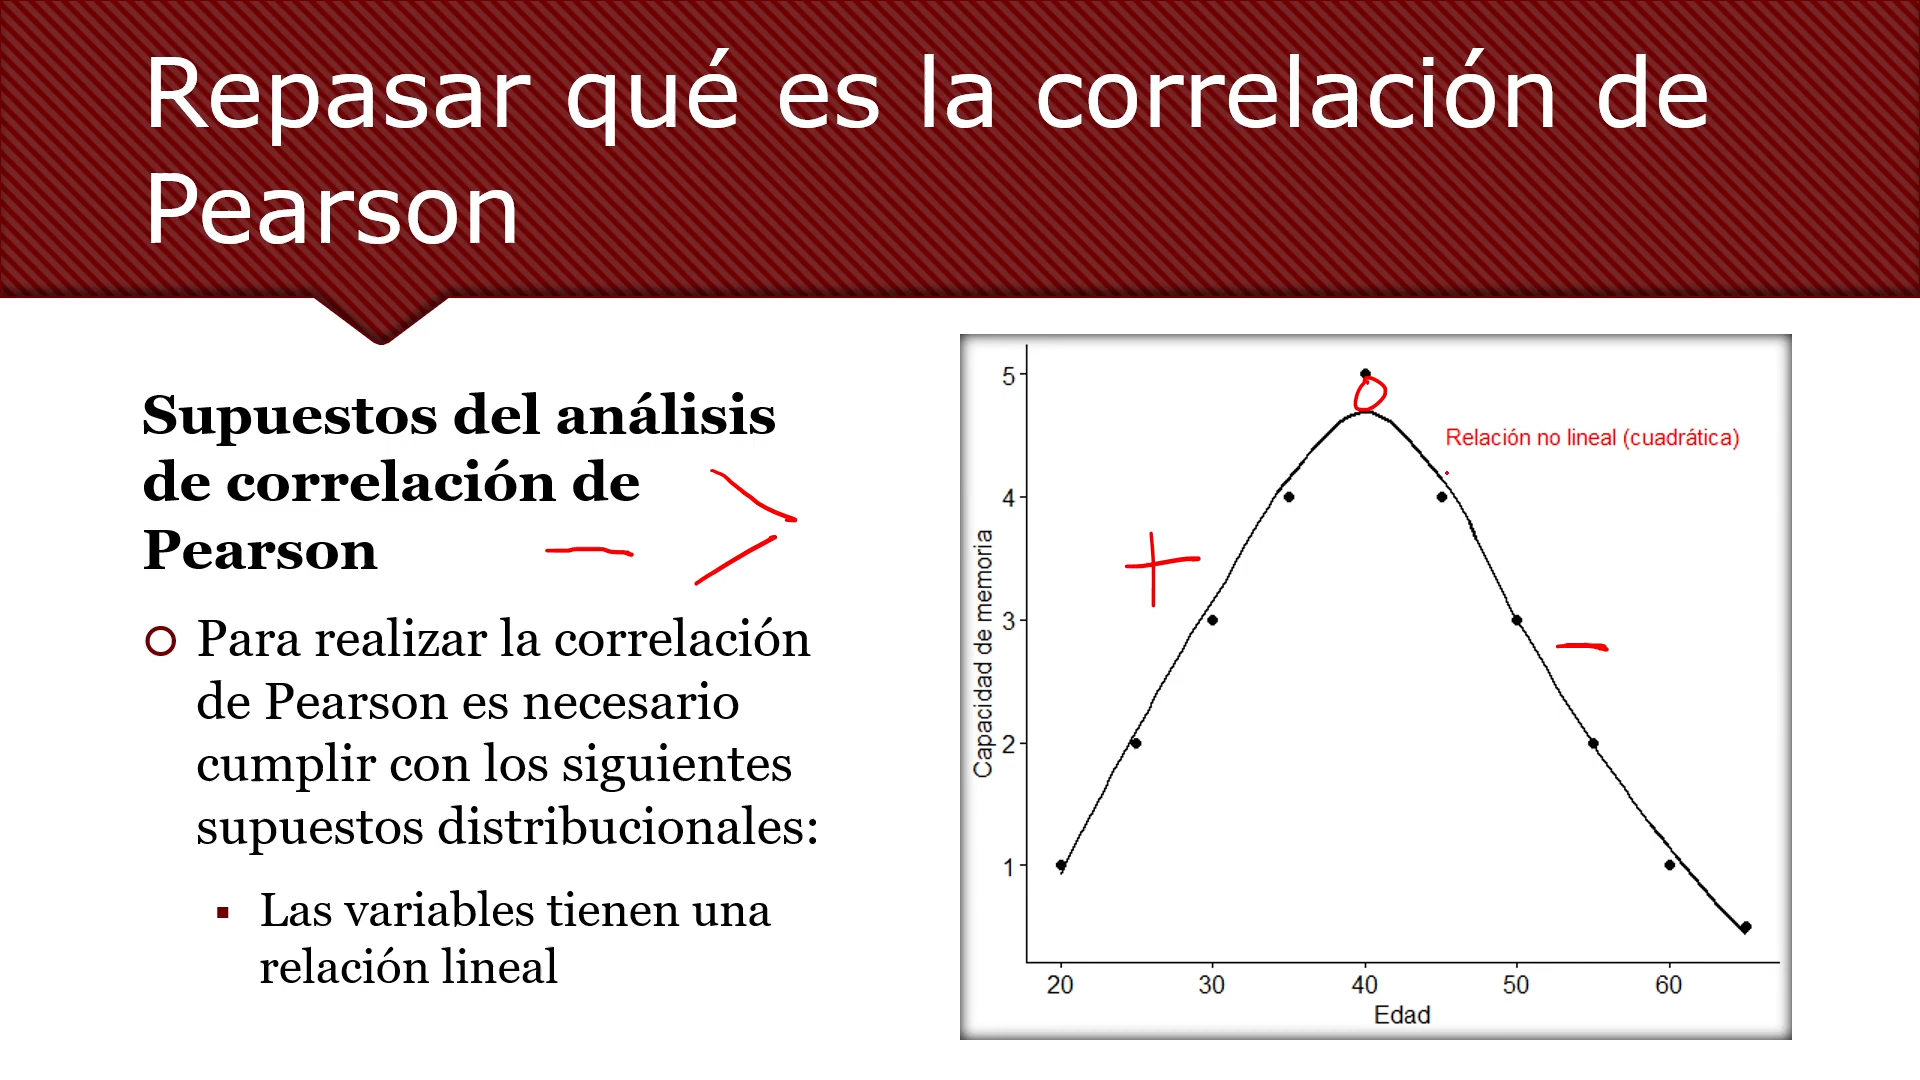 Repasar qué es la correlación de
Pearson
Supuestos del análisis
de correlación de
Pearson
Para realizar la correlación
de Pearson es necesario
cumplir con los siguientes
supuestos distribucionales:
Las variables tienen una
relación lineal
Relación no lineal (cuadrática)
Capacidad de memoria
5
4
3
2
1
20 30 40 50 60
Edad